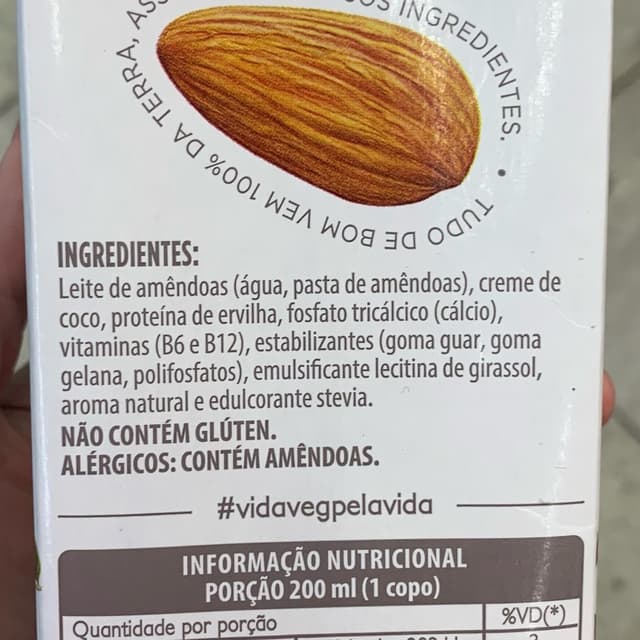 DA TERRA,
INGREDIENTES.
• TUDO DE BOM VEM 100%
INGREDIENTES:
Leite de amêndoas (água, pasta de amêndoas), creme de
coco, proteína de ervilha, fosfato tricálcico (cálcio),
vitaminas (B6 e B12), estabilizantes (goma guar, goma
gelana, polifosfatos), emulsificante lecitina de girassol,
aroma natural e edulcorante stevia.
NÃO CONTÉM GLÚTEN.
ALÉRGICOS: CONTÉM AMÊNDOAS.
#vidavegpelavida
INFORMAÇÃO NUTRICIONAL
PORÇÃO 200 ml (1 copo)
Quantidade por porção %VD(*)